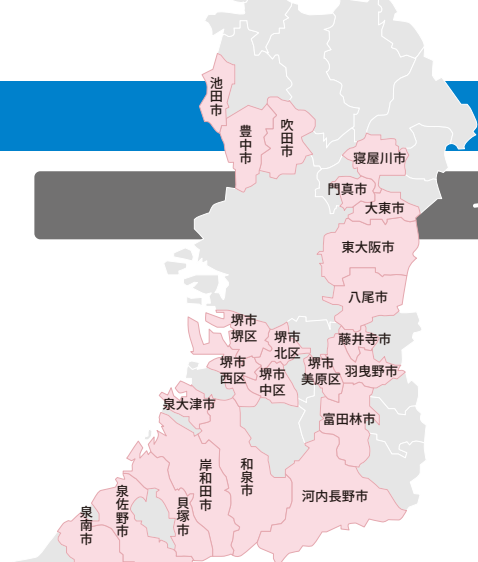 池田市
豊中市
吹田市
寝屋川市
門真市
大東市
東大阪市
八尾市
堺市
堺区
堺市
北区
藤井寺市
堺市
西区
堺市
中区
堺市
美原区
羽曳野市
泉大津市
富田林市
和泉市
岸和田市
貝塚市
泉佐野市
泉南市
河内長野市